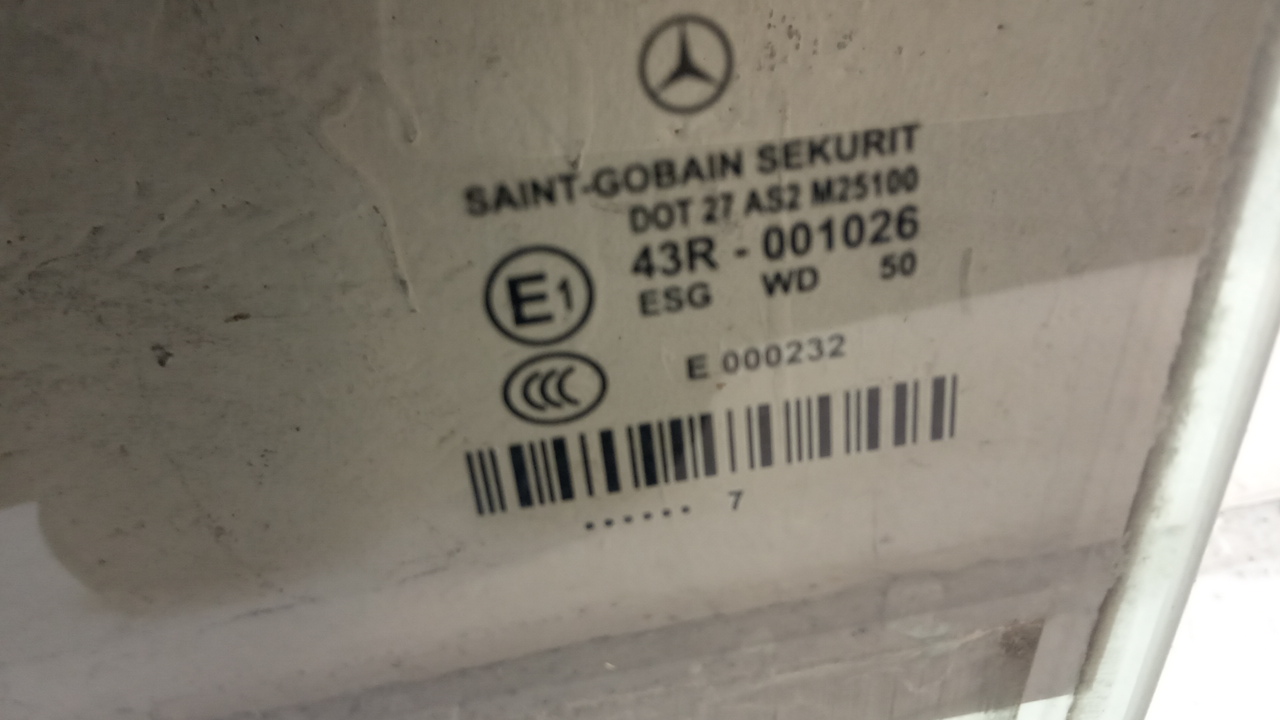 SAINT-GOBAIN SEKURIT
DOT 27 AS2 M25100
43R - 001026
E1
ESG WD 50
CCC
E 000232
...... 7